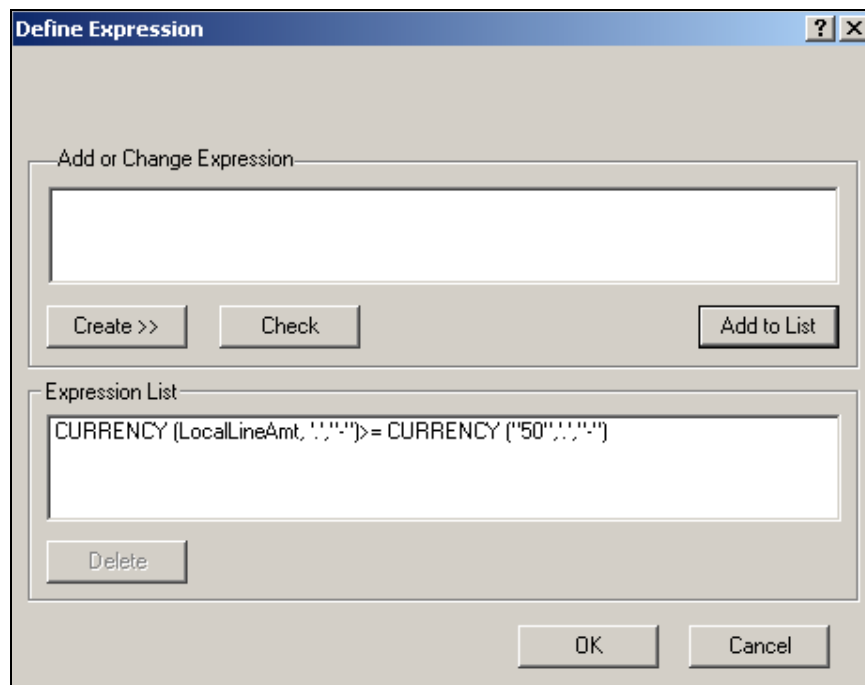 Define Expression
Add or Change Expression
Create >>
Check
Add to List
Expression List
CURRENCY (LocalLineAmt, '.',"-")>= CURRENCY ("50",'.',"-")
Delete
OK
Cancel